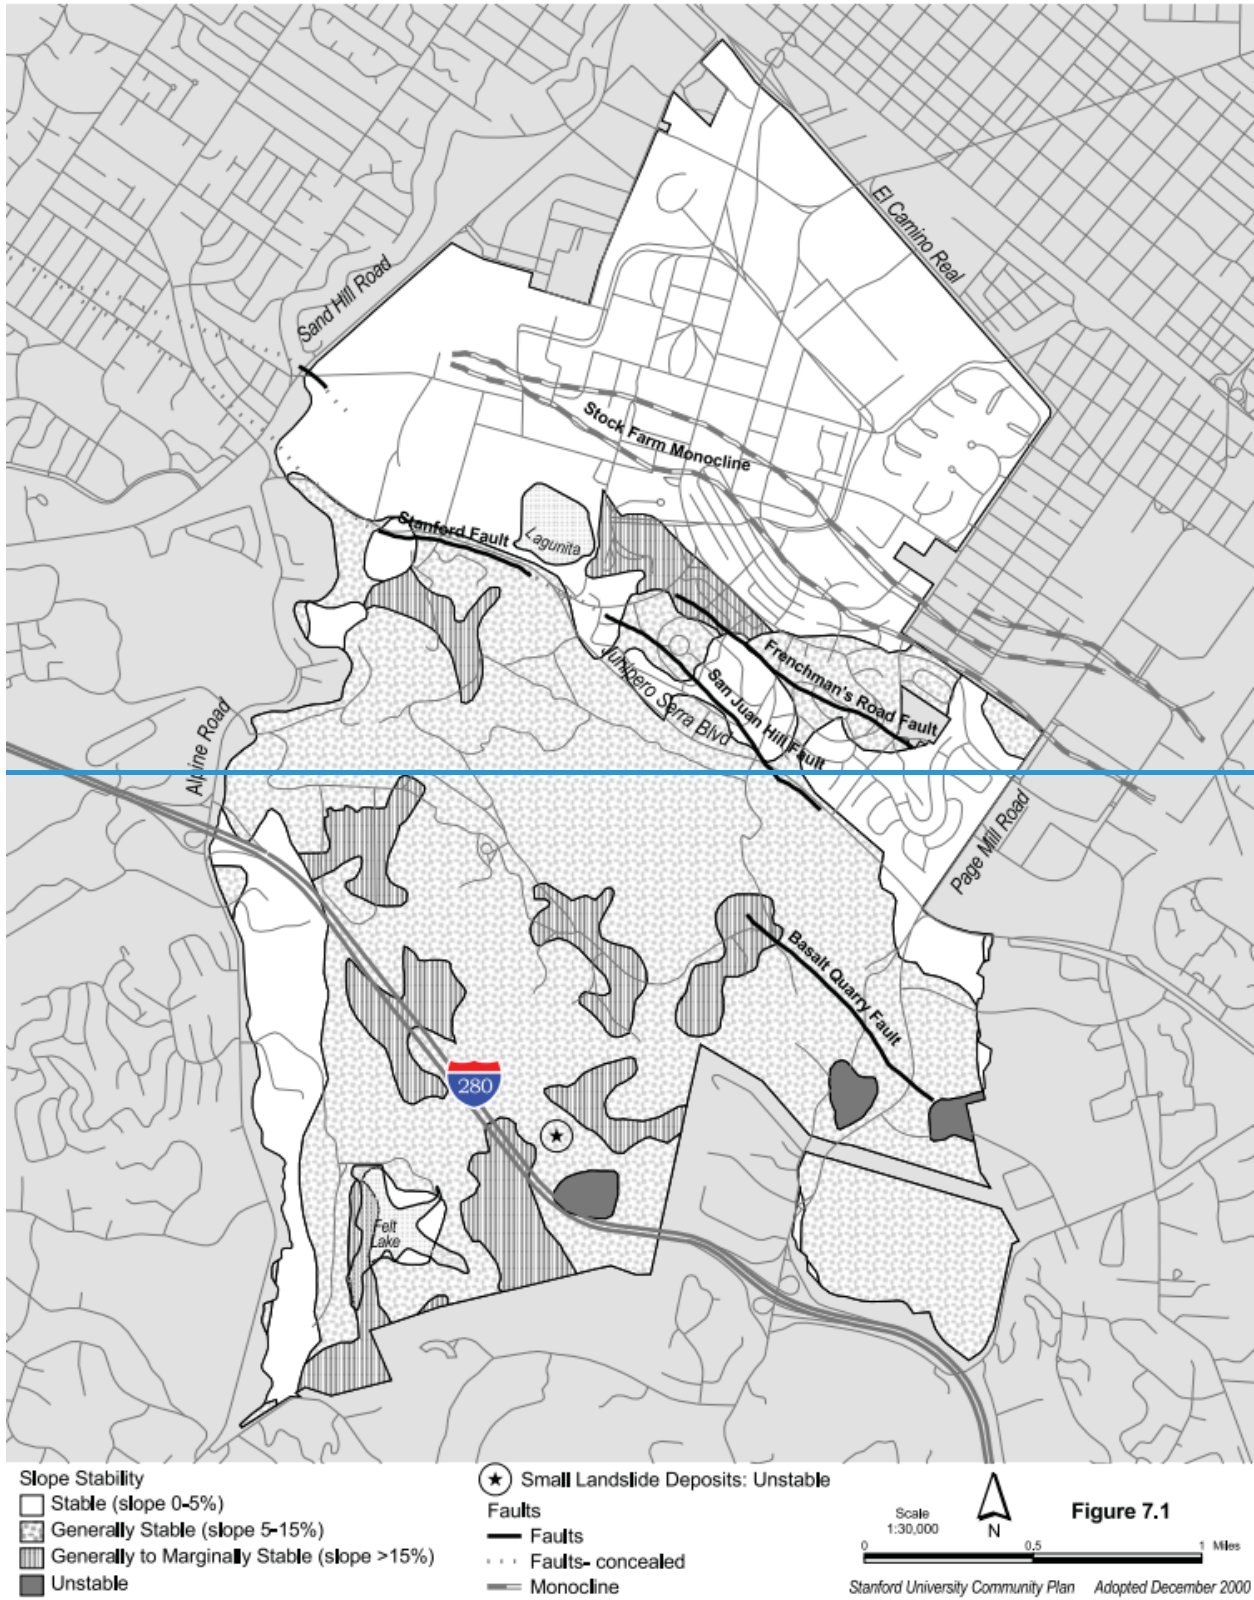 El Camino Real
Sand Hill Road
Stock Farm Monocline
Stanford Fault
Lagunita
Frenchman's Road Fault
San Juan Hill Fault
Junipero Serra Blvd
Alpine Road
Page Mill Road
Basalt Quarry Fault
280
Felt
Lake
Slope Stability
Stable (slope 0-5%)
Generally Stable (slope 5-15%)
Generally to Marginally Stable (slope >15%)
Unstable
Small Landslide Deposits: Unstable
Faults
Faults
Faults- concealed
Monocline
Scale
1:30,000
N
Figure 7.1
0 0.5 1 Miles
Stanford University Community Plan Adopted December 2000